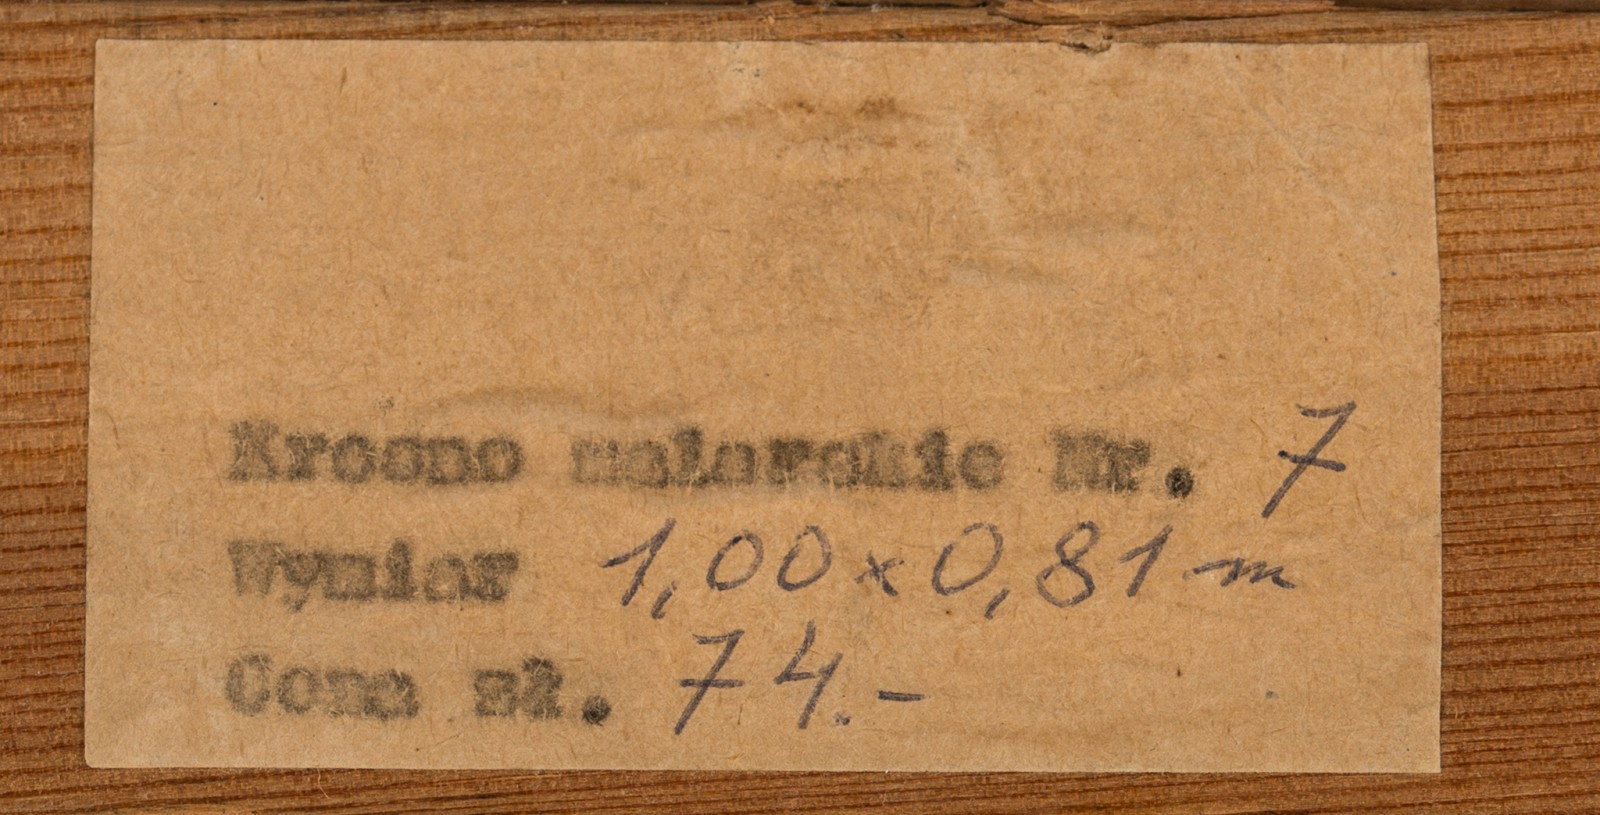 Krosno malarskie Nr. 7
Wymiar 1,00 x 0,81 m
Cena zł. 74.-